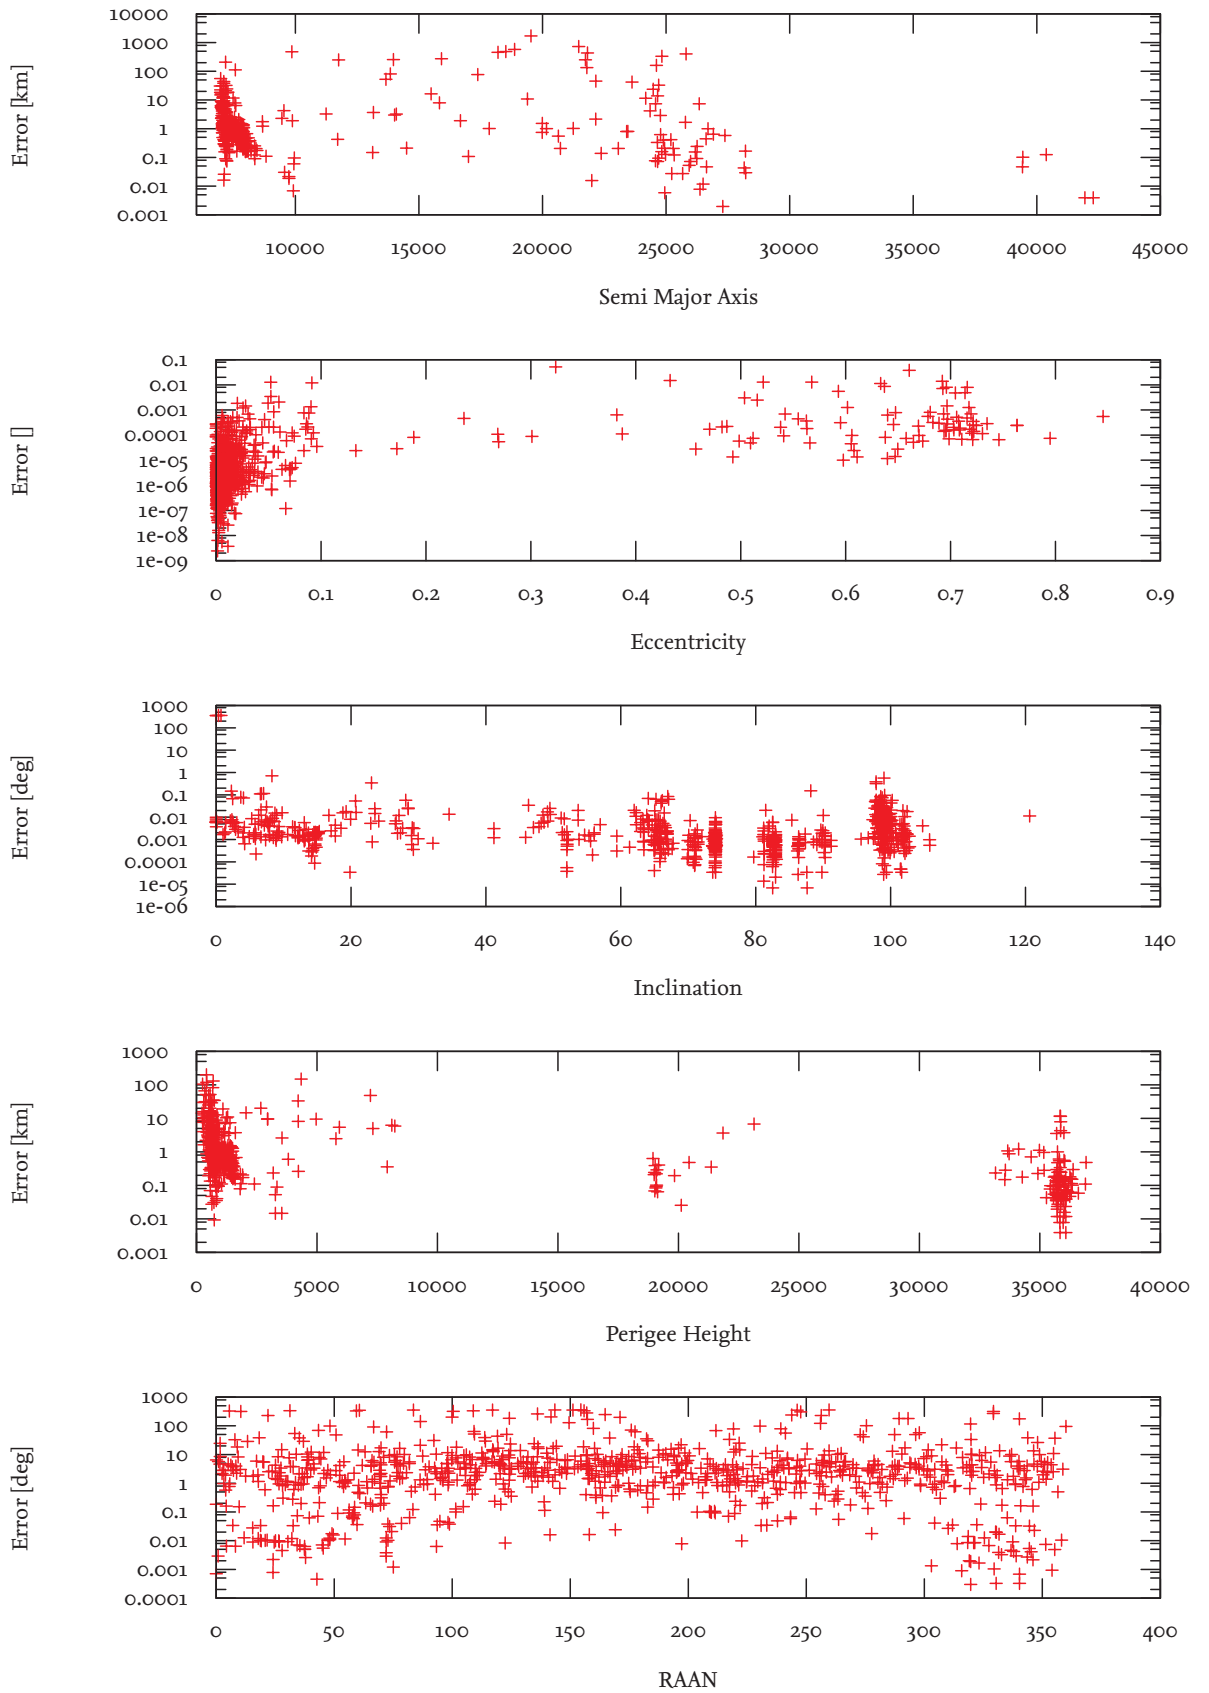 Error [km]
10000
1000
100
10
1
0.1
0.01
0.001
10000 15000 20000 25000 30000 35000 40000 45000
Semi Major Axis
Error []
0.1
0.01
0.001
0.0001
1e-05
1e-06
1e-07
1e-08
1e-09
0 0.1 0.2 0.3 0.4 0.5 0.6 0.7 0.8 0.9
Eccentricity
Error [deg]
1000
100
10
1
0.1
0.01
0.001
0.0001
1e-05
1e-06
0 20 40 60 80 100 120 140
Inclination
Error [km]
1000
100
10
1
0.1
0.01
0.001
0 5000 10000 15000 20000 25000 30000 35000 40000
Perigee Height
Error [deg]
1000
100
10
1
0.1
0.01
0.001
0.0001
0 50 100 150 200 250 300 350 400
RAAN